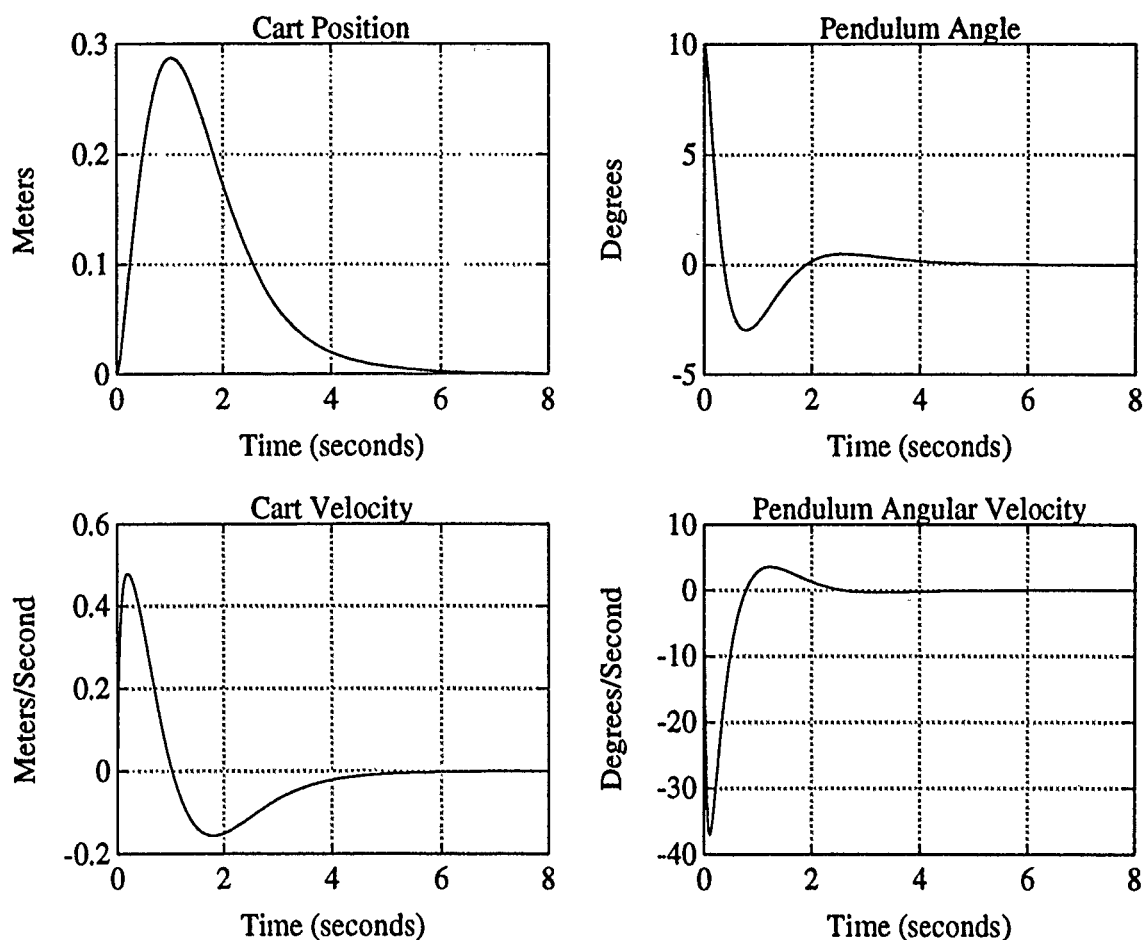 Cart Position
0.3
0.2
0.1
0
Meters
0 2 4 6 8
Time (seconds)
Pendulum Angle
10
5
0
-5
Degrees
0 2 4 6 8
Time (seconds)
Cart Velocity
0.6
0.4
0.2
0
-0.2
Meters/Second
0 2 4 6 8
Time (seconds)
Pendulum Angular Velocity
10
0
-10
-20
-30
-40
Degrees/Second
0 2 4 6 8
Time (seconds)